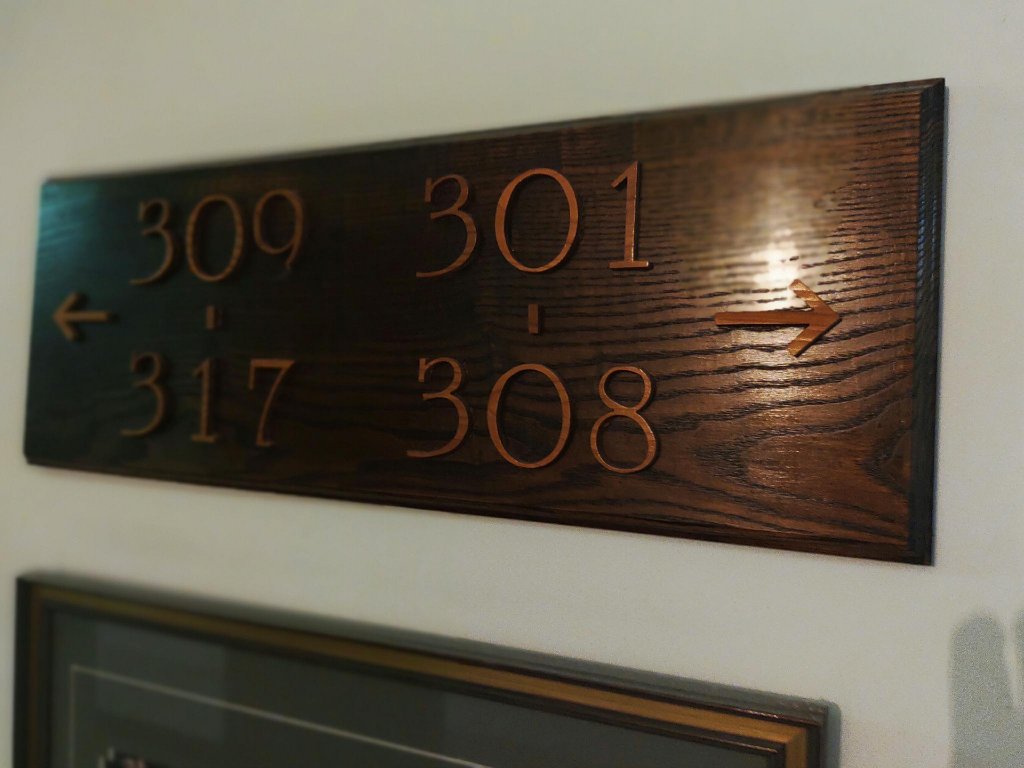 309 301
← - - →
317 308